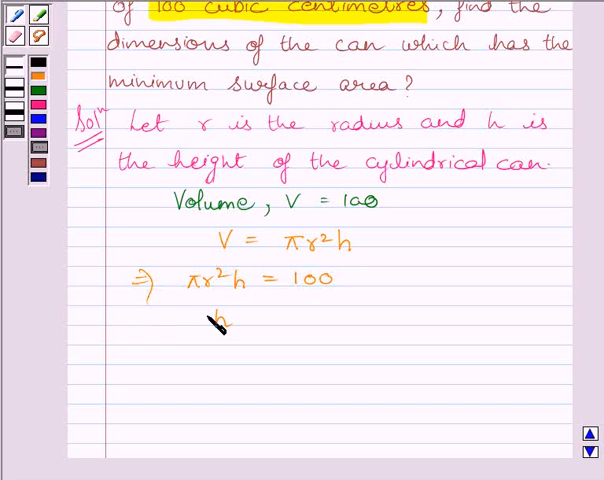 of 100 cubic centimetres, find the
dimensions of the can which has the
minimum surface area?
Solⁿ Let r is the radius and h is
the height of the cylindrical can.
Volume, V = 100
V = πr²h
⇒ πr²h = 100
h